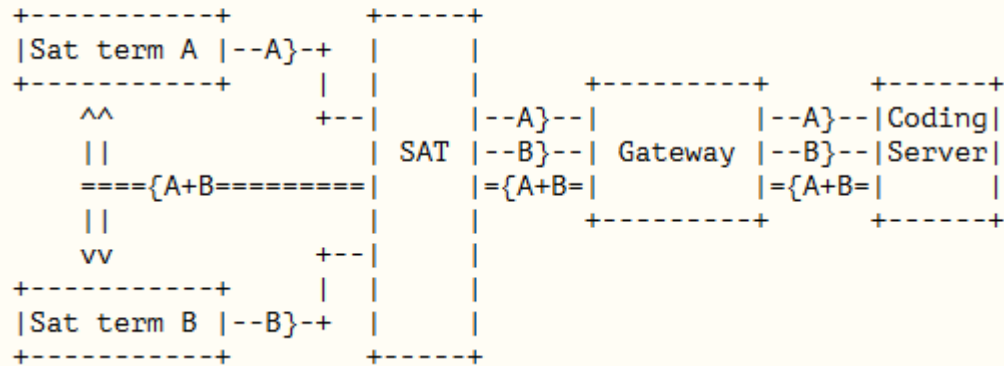 +-----------+             +-----+
|Sat term A |--A}-+  |     |
+-----------+     |  |     |      +---------+      +------+
    ^^            +--|     |--A}--|         |--A}--|Coding|
    ||               | SAT |--B}--| Gateway |--B}--|Server|
    ===={A+B=========|     |={A+B=|         |={A+B=|      |
    ||               |     |      +---------+      +------+
    vv            +--|     |
+-----------+     |  |     |
|Sat term B |--B}-+  |     |
+-----------+        +-----+